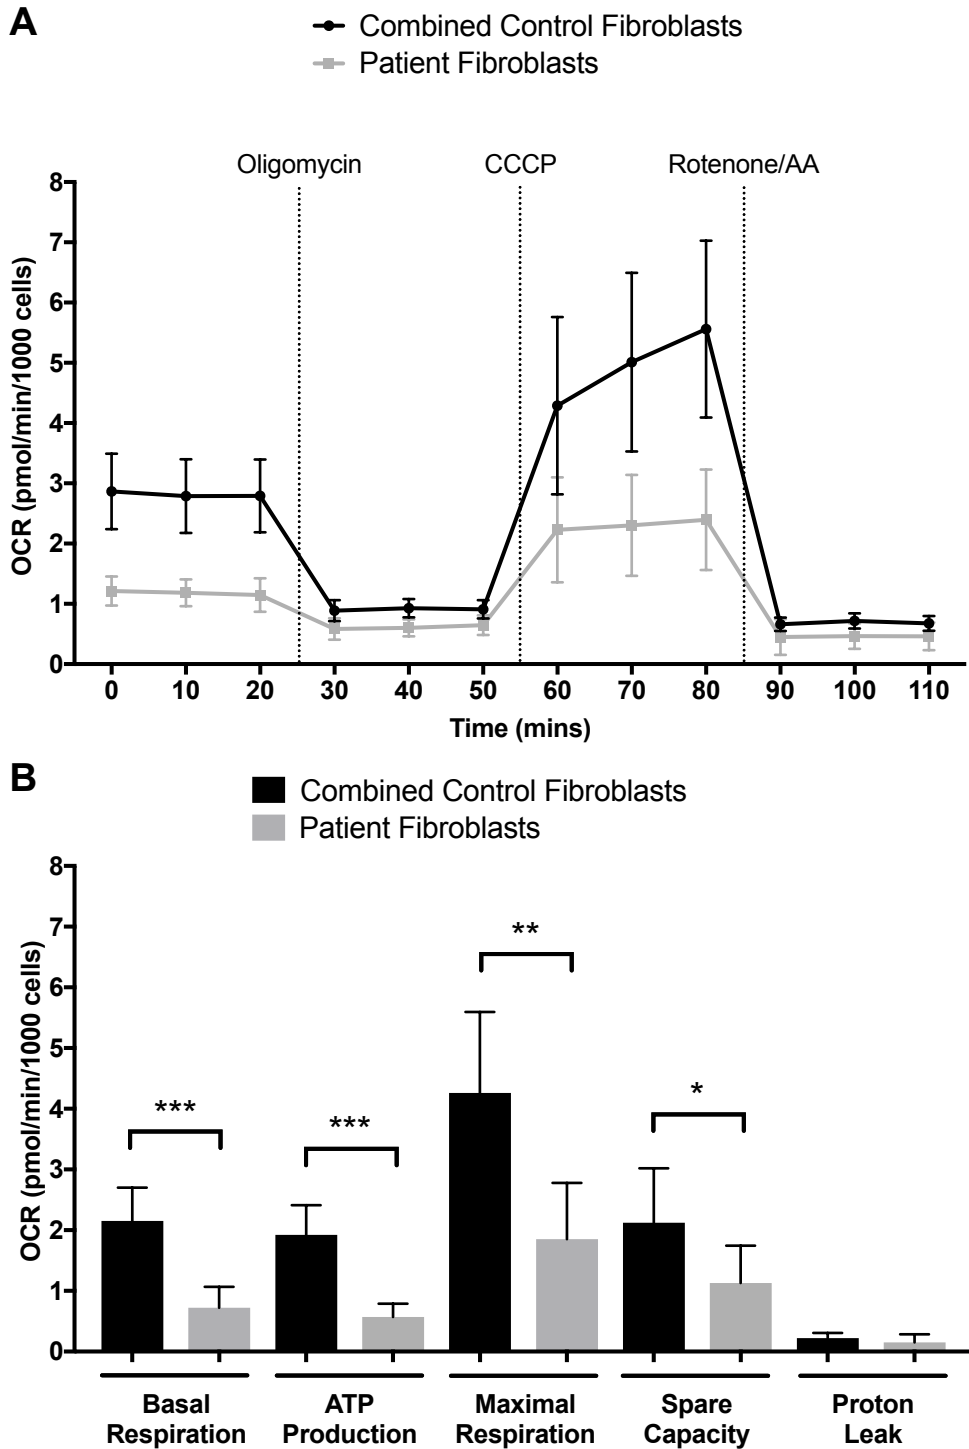 A
Combined Control Fibroblasts
Patient Fibroblasts
Oligomycin CCCP Rotenone/AA
8
7
6
5
4
3
2
1
0
OCR (pmol/min/1000 cells)
0 10 20 30 40 50 60 70 80 90 100 110
Time (mins)
B
Combined Control Fibroblasts
Patient Fibroblasts
8
7
6
5
4
3
2
1
0
OCR (pmol/min/1000 cells)
***
***
**
*
Basal
Respiration
ATP
Production
Maximal
Respiration
Spare
Capacity
Proton
Leak